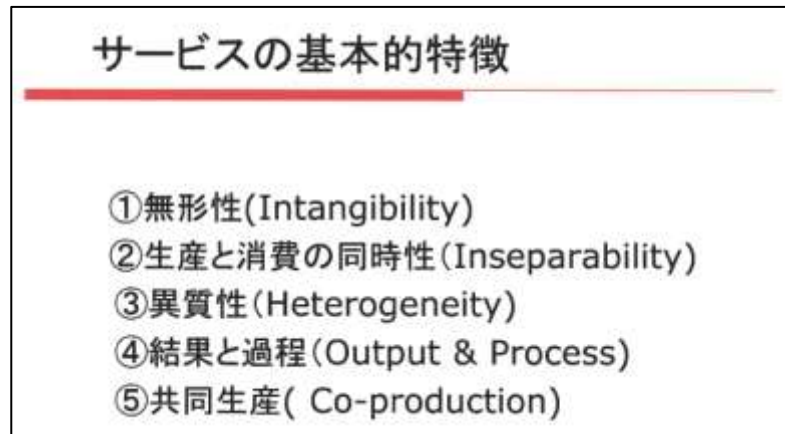 サービスの基本的特徴
①無形性(Intangibility)
②生産と消費の同時性(Inseparability)
③異質性(Heterogeneity)
④結果と過程(Output & Process)
⑤共同生産( Co-production)